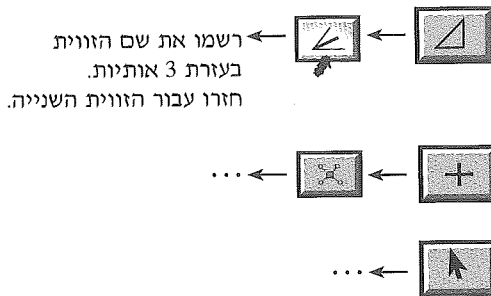 רשמו את שם הזווית
בעזרת 3 אותיות.
חזרו עבור הזווית השנייה.
...
...